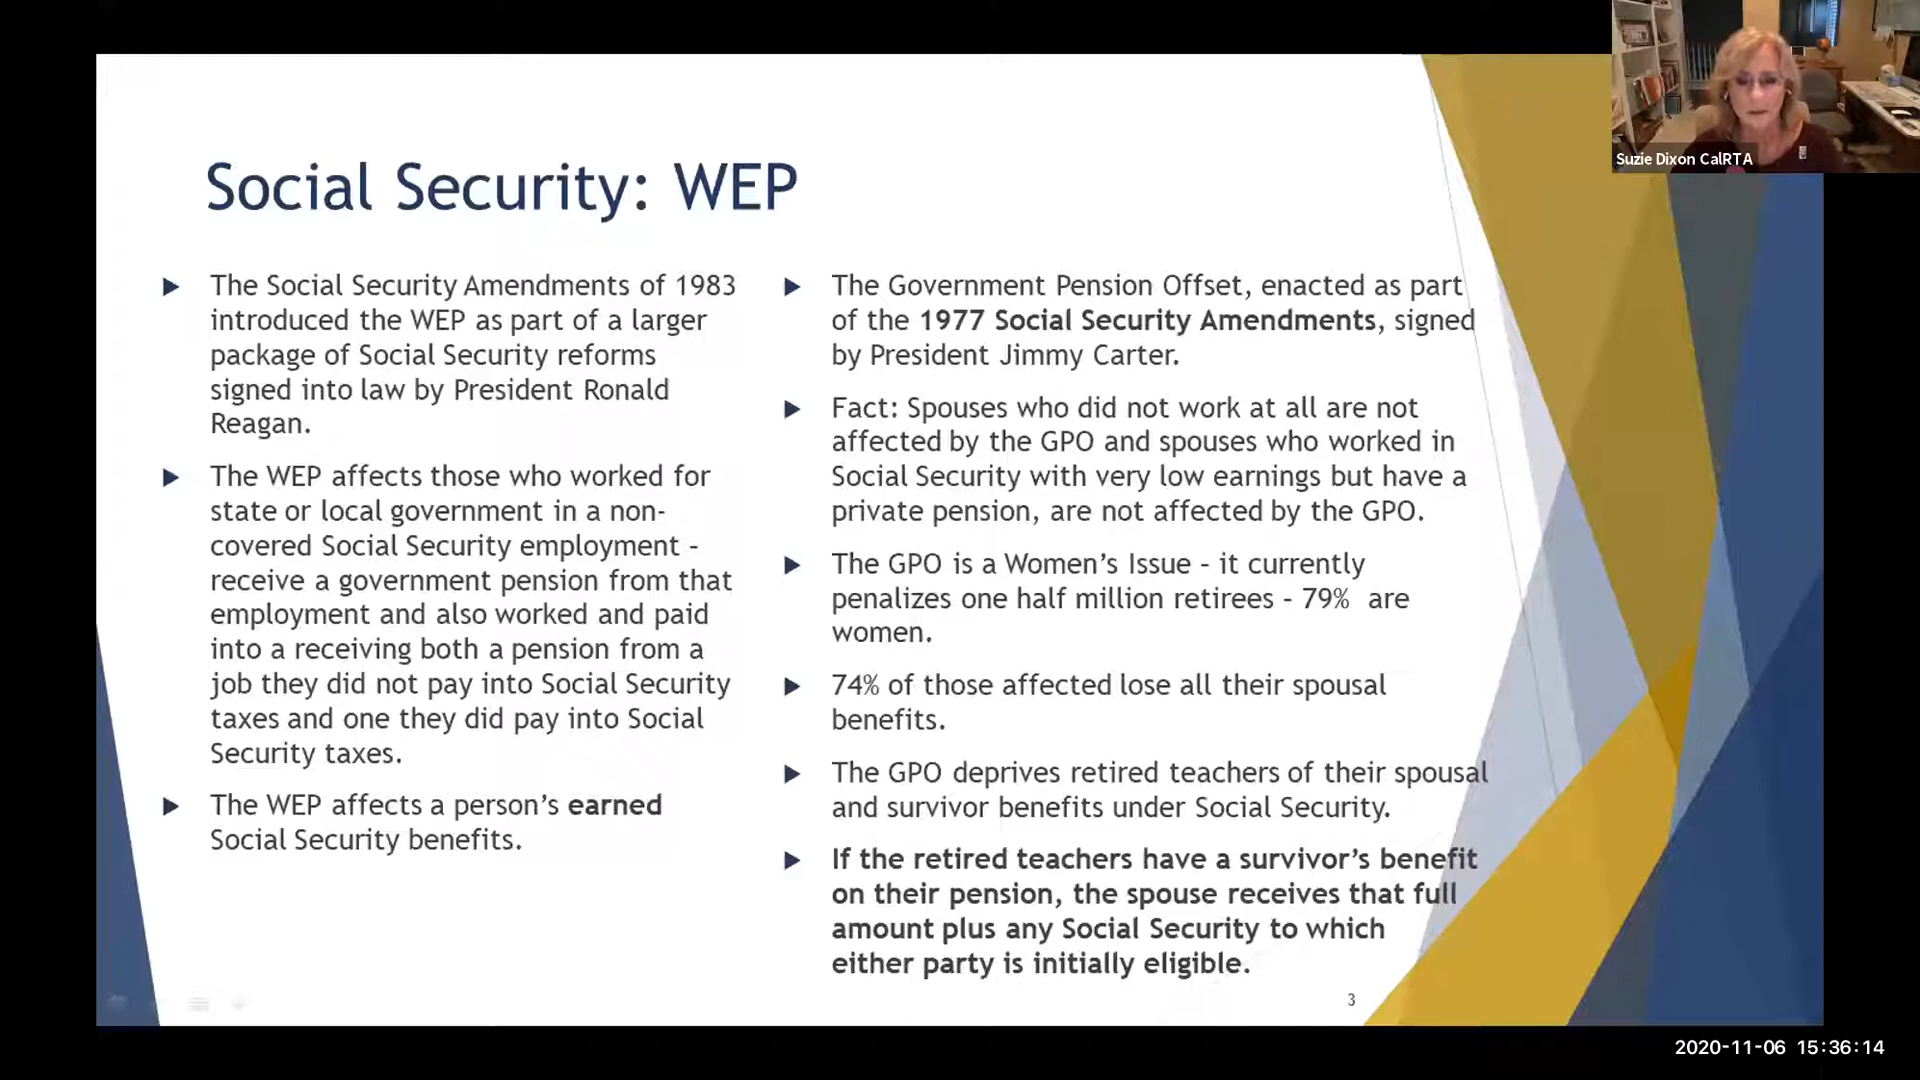 Suzie Dixon CalRTA
Social Security: WEP
The Social Security Amendments of 1983
introduced the WEP as part of a larger
package of Social Security reforms
signed into law by President Ronald
Reagan.
The WEP affects those who worked for
state or local government in a non-
covered Social Security employment –
receive a government pension from that
employment and also worked and paid
into a receiving both a pension from a
job they did not pay into Social Security
taxes and one they did pay into Social
Security taxes.
The WEP affects a person’s earned
Social Security benefits.
The Government Pension Offset, enacted as part
of the 1977 Social Security Amendments, signed
by President Jimmy Carter.
Fact: Spouses who did not work at all are not
affected by the GPO and spouses who worked in
Social Security with very low earnings but have a
private pension, are not affected by the GPO.
The GPO is a Women’s Issue – it currently
penalizes one half million retirees – 79% are
women.
74% of those affected lose all their spousal
benefits.
The GPO deprives retired teachers of their spousal
and survivor benefits under Social Security.
If the retired teachers have a survivor’s benefit
on their pension, the spouse receives that full
amount plus any Social Security to which
either party is initially eligible.
3
2020-11-06 15:36:14